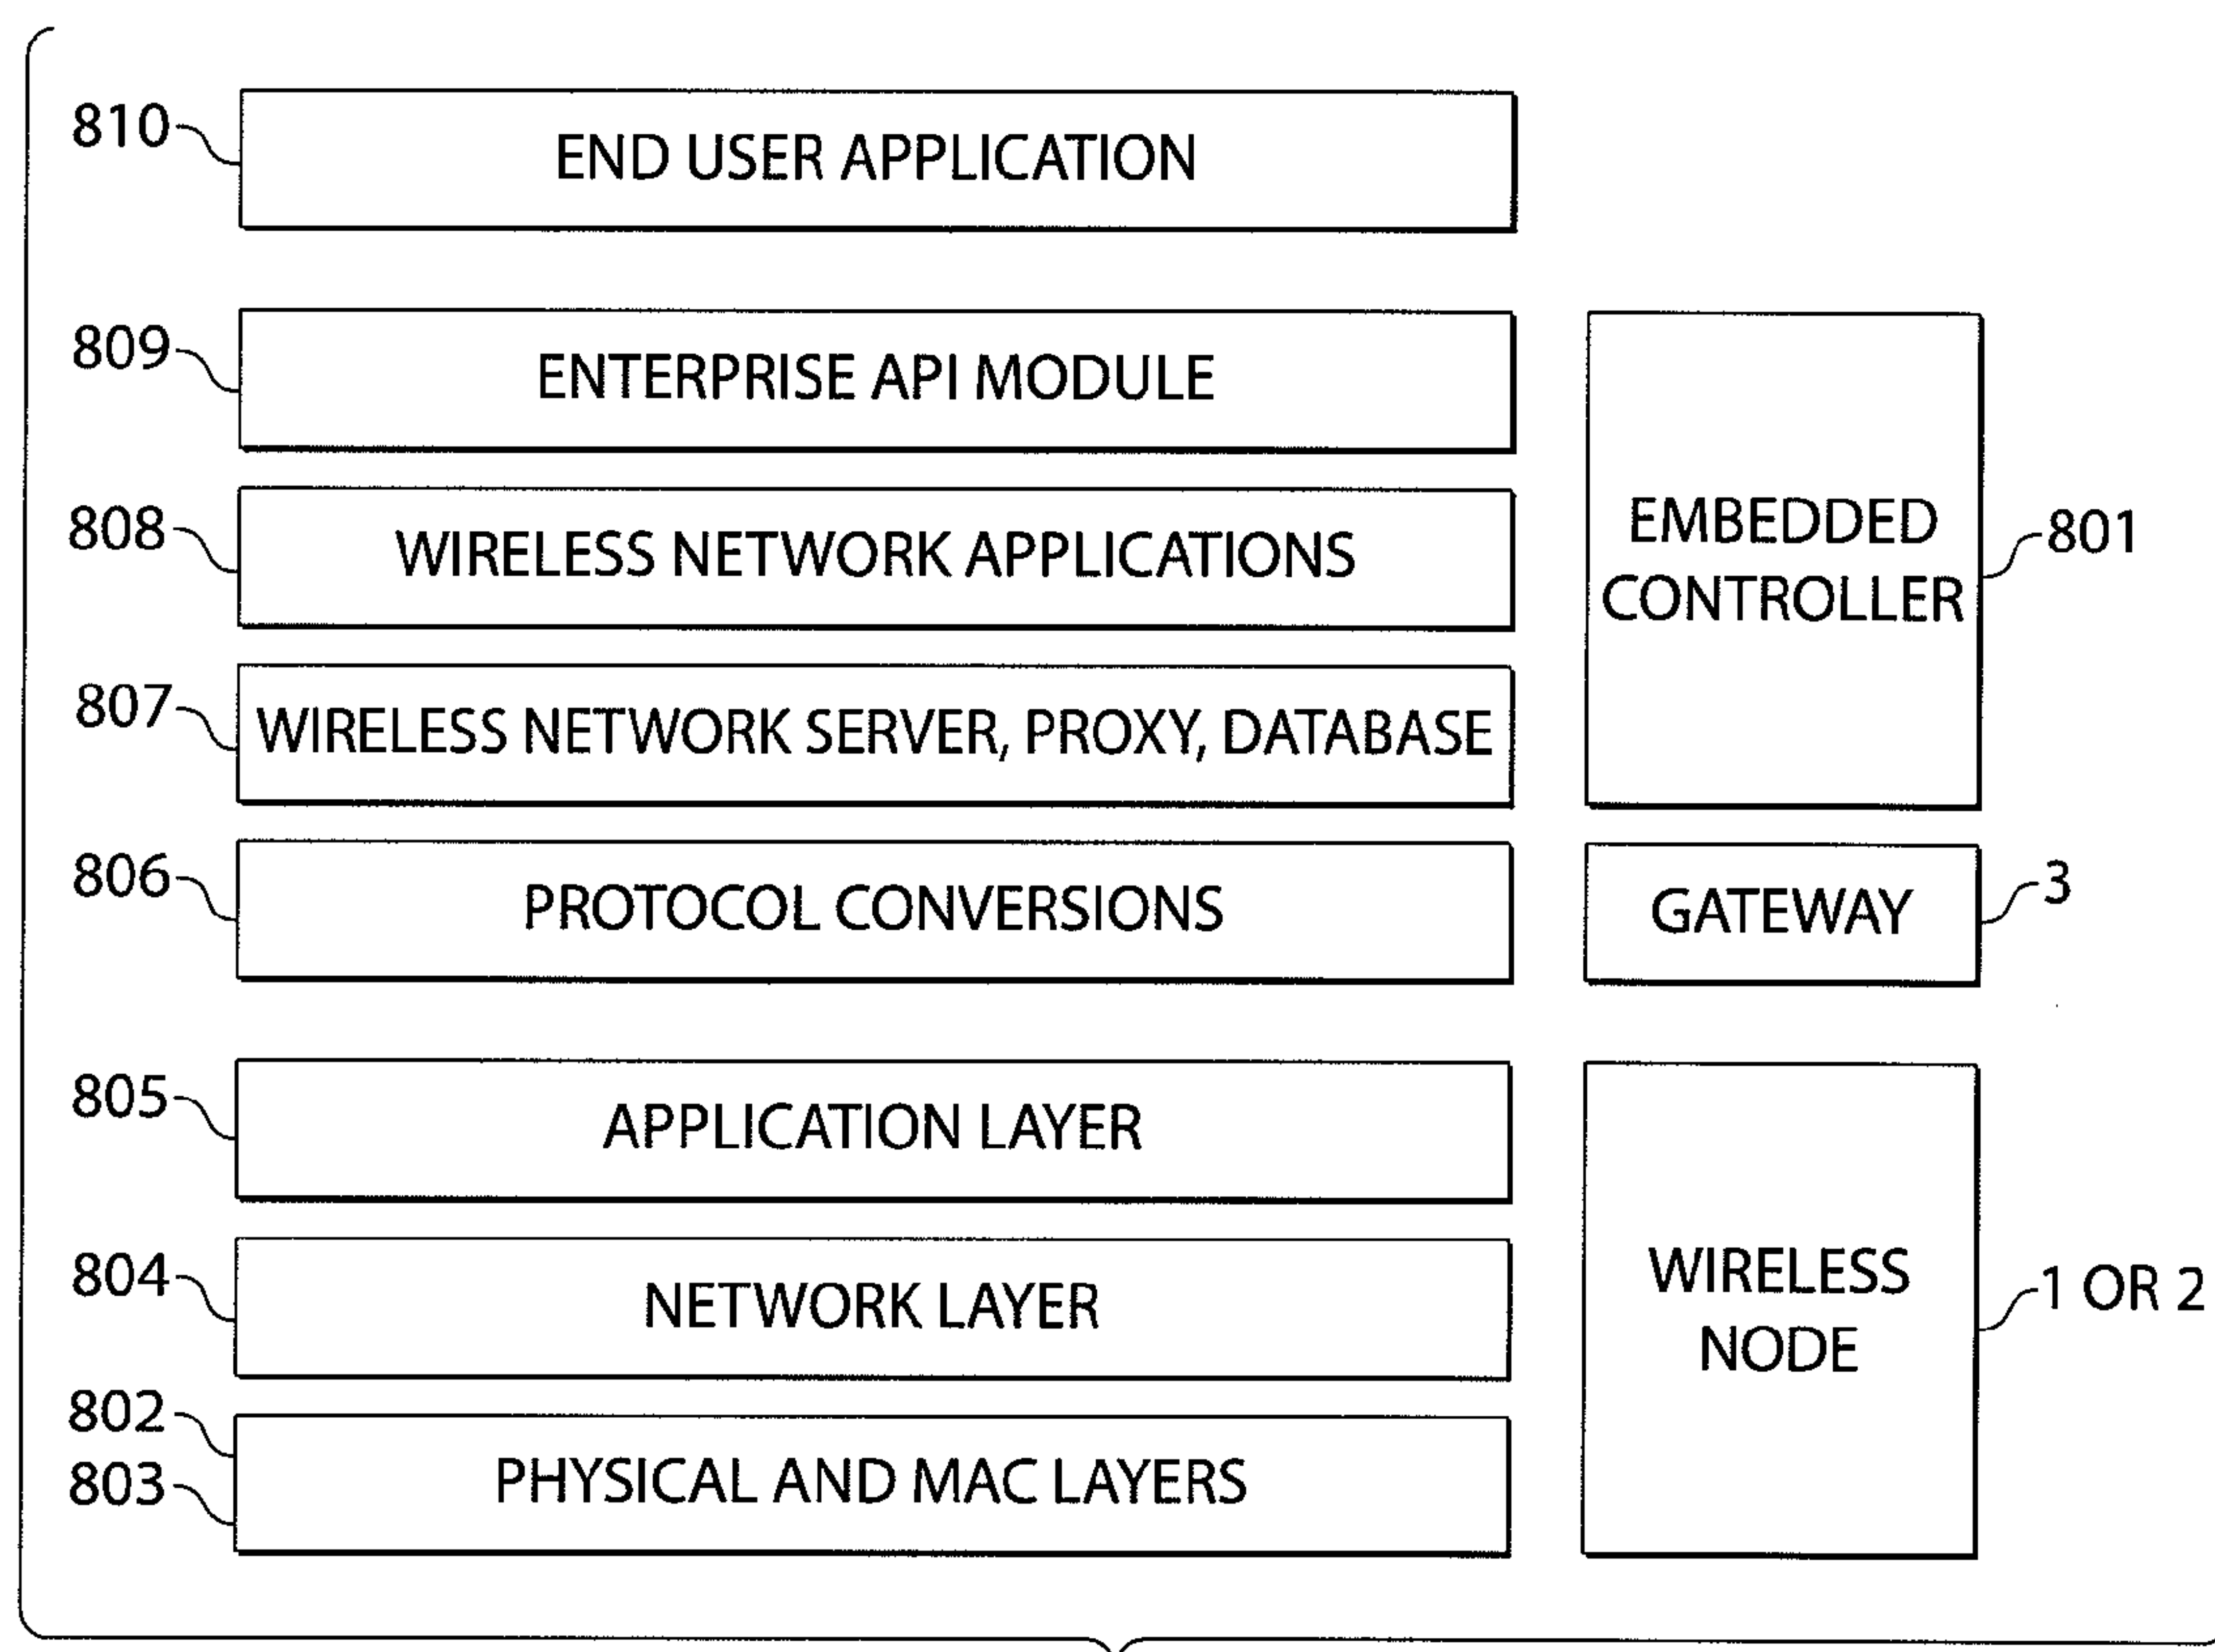 810
END USER APPLICATION
809
ENTERPRISE API MODULE
808
WIRELESS NETWORK APPLICATIONS
EMBEDDED
CONTROLLER
801
807
WIRELESS NETWORK SERVER, PROXY, DATABASE
806
PROTOCOL CONVERSIONS
GATEWAY
3
805
APPLICATION LAYER
804
NETWORK LAYER
WIRELESS
NODE
1 OR 2
802
803
PHYSICAL AND MAC LAYERS